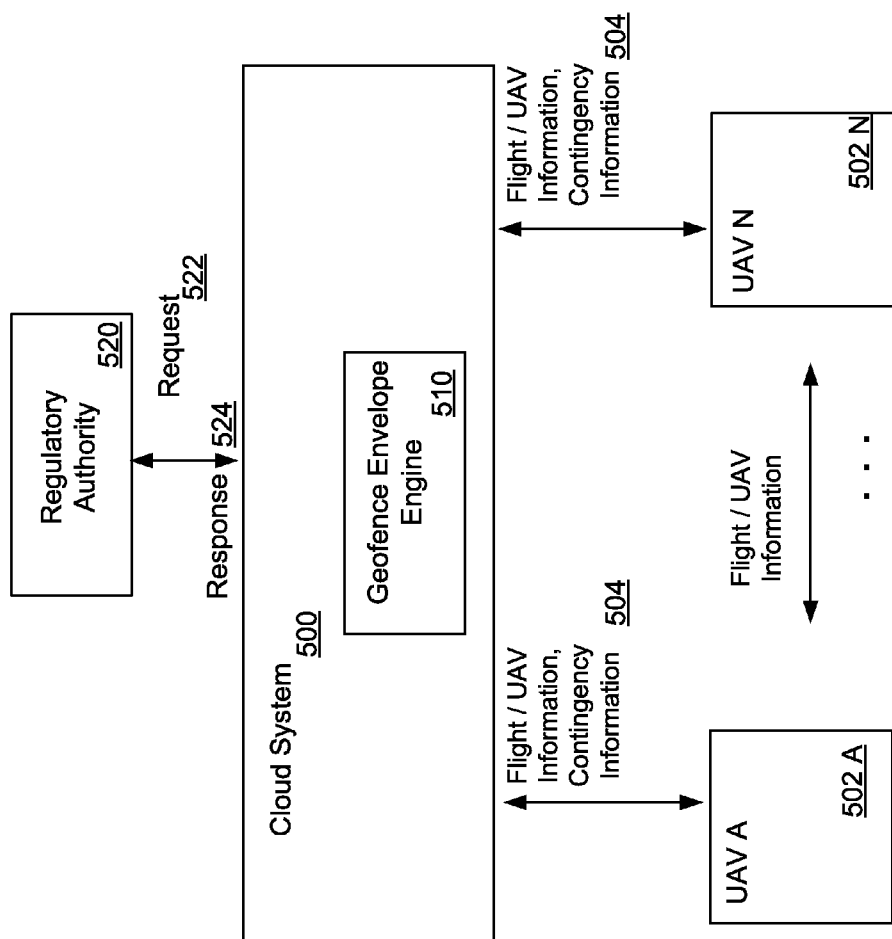 Regulatory
Authority
520
Request
522
Response
524
Cloud System
500
Geofence Envelope
Engine
510
Flight / UAV
Information,
Contingency
Information
504
Flight / UAV
Information,
Contingency
Information
504
UAV A
502 A
Flight / UAV
Information
. . .
UAV N
502 N